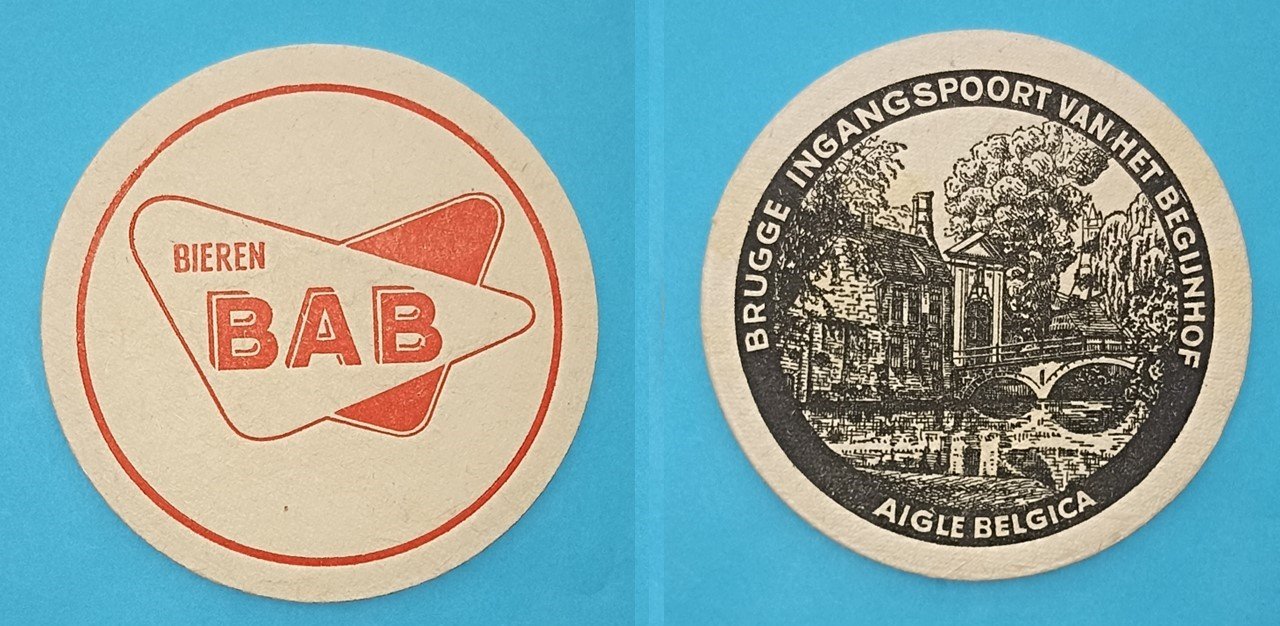 BIEREN
BAB
BRUGGE INGANGSPOORT VAN HET BEGIJNHOF
AIGLE BELGICA